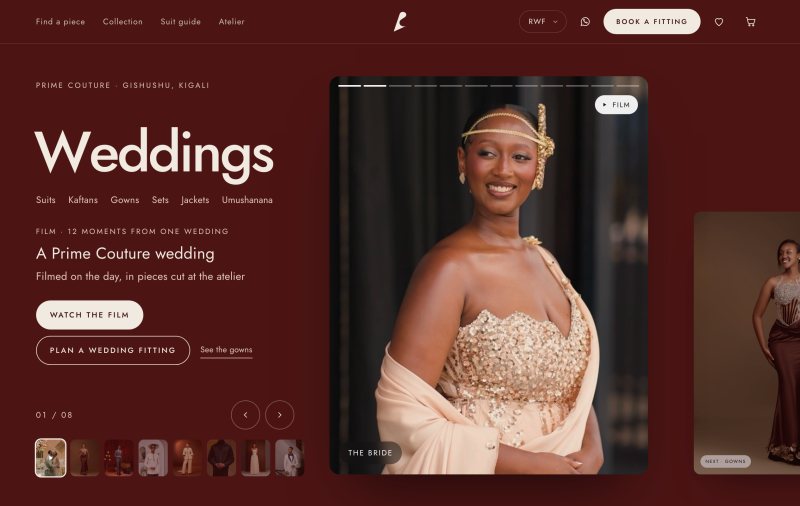 Find a piece Collection Suit guide Atelier
RWF
BOOK A FITTING
PRIME COUTURE · GISHUSHU, KIGALI
Weddings
Suits Kaftans Gowns Sets Jackets Umushanana
FILM · 12 MOMENTS FROM ONE WEDDING
A Prime Couture wedding
Filmed on the day, in pieces cut at the atelier
WATCH THE FILM
PLAN A WEDDING FITTING See the gowns
01 / 08
FILM
THE BRIDE
NEXT · GOWNS